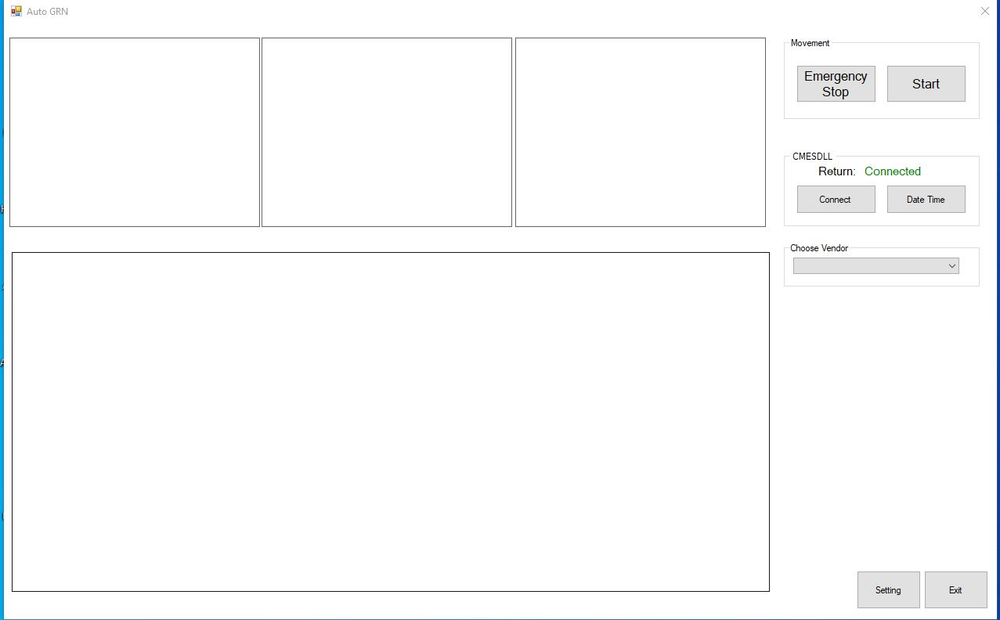 Auto GRN
Movement
Emergency
Stop
Start
CMESDLL
Return: Connected
Connect
Date Time
Choose Vendor
Setting
Exit